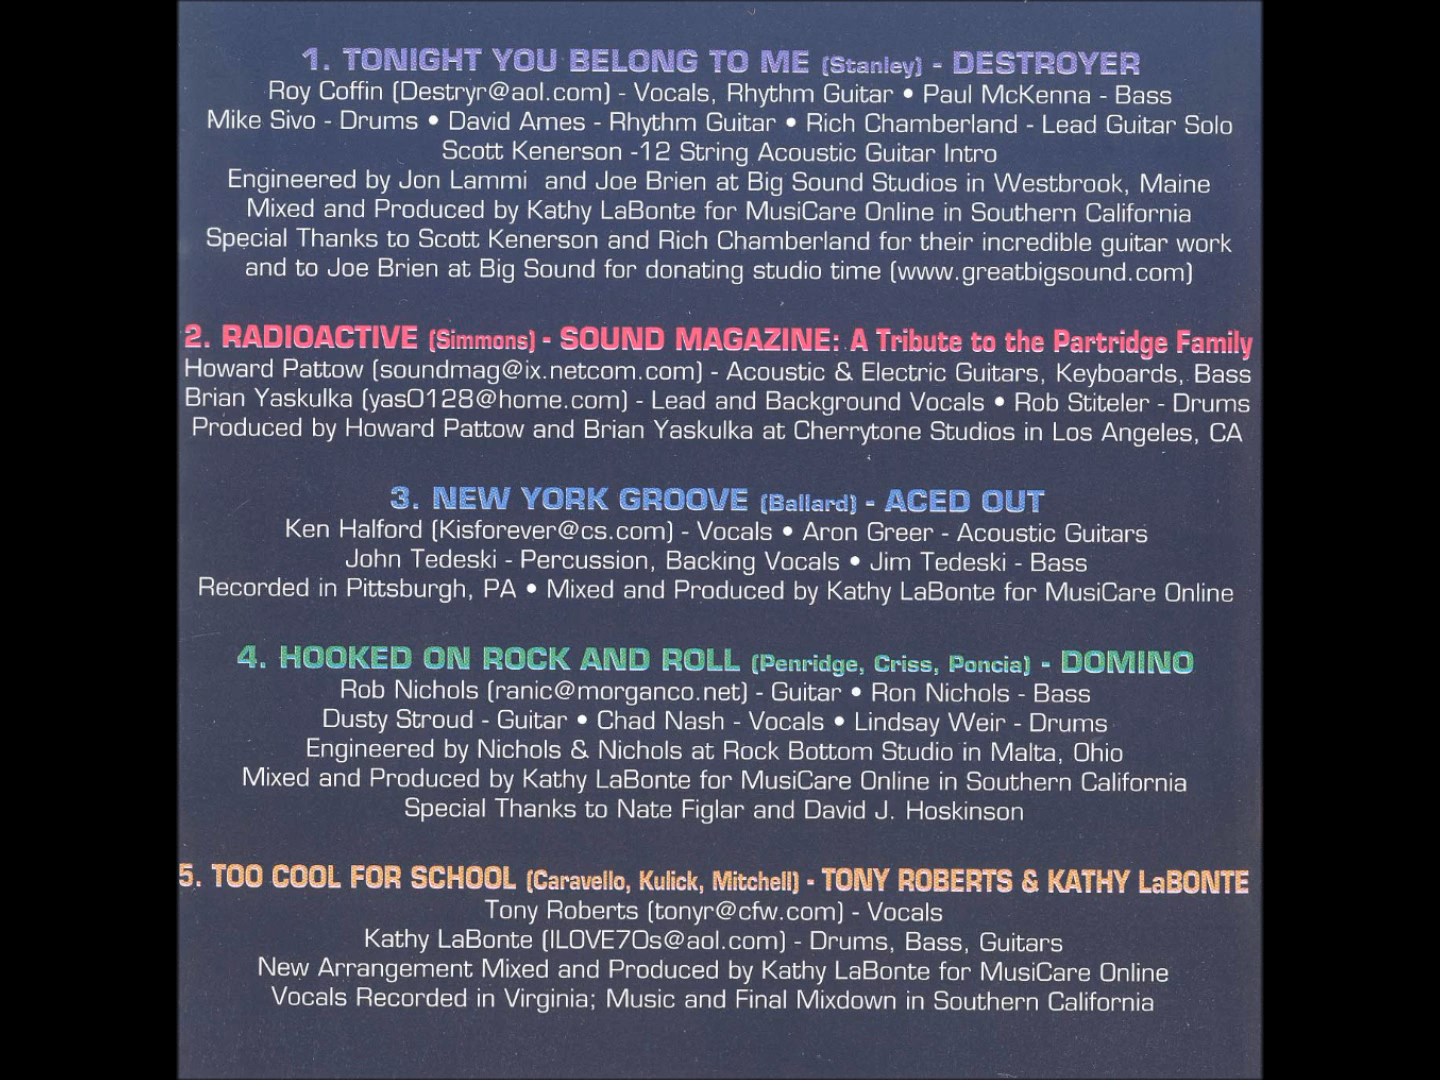 1. TONIGHT YOU BELONG TO ME (Stanley) - DESTROYER
Roy Coffin (Destryr@aol.com) - Vocals, Rhythm Guitar • Paul McKenna - Bass
Mike Sivo - Drums • David Ames - Rhythm Guitar • Rich Chamberland - Lead Guitar Solo
Scott Kenerson -12 String Acoustic Guitar Intro
Engineered by Jon Lammi and Joe Brien at Big Sound Studios in Westbrook, Maine
Mixed and Produced by Kathy LaBonte for MusiCare Online in Southern California
Special Thanks to Scott Kenerson and Rich Chamberland for their incredible guitar work
and to Joe Brien at Big Sound for donating studio time (www.greatbigsound.com)
2. RADIOACTIVE (Simmons) - SOUND MAGAZINE: A Tribute to the Partridge Family
Howard Pattow (soundmag@ix.netcom.com) - Acoustic & Electric Guitars, Keyboards, Bass
Brian Yaskulka (yas0128@home.com) - Lead and Background Vocals • Rob Stiteler - Drums
Produced by Howard Pattow and Brian Yaskulka at Cherrytone Studios in Los Angeles, CA
3. NEW YORK GROOVE (Ballard) - ACED OUT
Ken Halford (Kisforever@cs.com) - Vocals • Aron Greer - Acoustic Guitars
John Tedeski - Percussion, Backing Vocals • Jim Tedeski - Bass
Recorded in Pittsburgh, PA • Mixed and Produced by Kathy LaBonte for MusiCare Online
4. HOOKED ON ROCK AND ROLL (Penridge, Criss, Poncia) - DOMINO
Rob Nichols (ranic@morganco.net) - Guitar • Ron Nichols - Bass
Dusty Stroud - Guitar • Chad Nash - Vocals • Lindsay Weir - Drums
Engineered by Nichols & Nichols at Rock Bottom Studio in Malta, Ohio
Mixed and Produced by Kathy LaBonte for MusiCare Online in Southern California
Special Thanks to Nate Figlar and David J. Hoskinson
5. TOO COOL FOR SCHOOL (Caravello, Kulick, Mitchell) - TONY ROBERTS & KATHY LaBONTE
Tony Roberts (tonyr@cfw.com) - Vocals
Kathy LaBonte (ILOVE70s@aol.com) - Drums, Bass, Guitars
New Arrangement Mixed and Produced by Kathy LaBonte for MusiCare Online
Vocals Recorded in Virginia; Music and Final Mixdown in Southern California